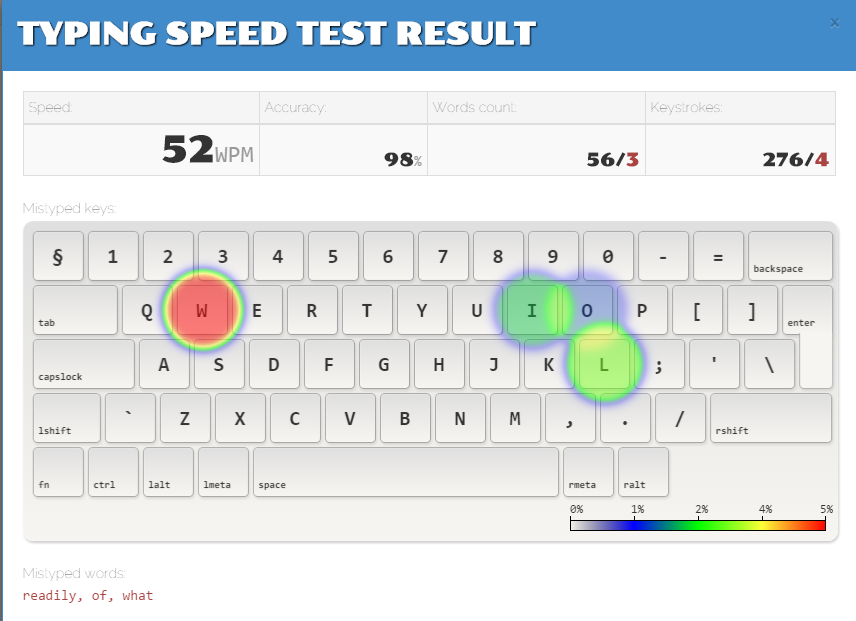 TYPING SPEED TEST RESULT ×
Speed: Accuracy: Words count: Keystrokes:
52WPM 98% 56/3 276/4
Mistyped keys:
§ 1 2 3 4 5 6 7 8 9 0 - = backspace
tab Q W E R T Y U I O P [ ] enter
capslock A S D F G H J K L ; ' \
lshift ` Z X C V B N M , . / rshift
fn ctrl lalt lmeta space rmeta ralt
0% 1% 2% 4% 5%
Mistyped words:
readily, of, what